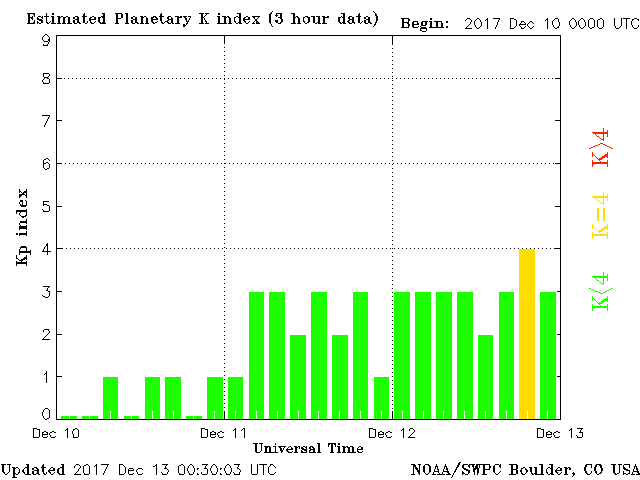 Estimated Planetary K index (3 hour data)
Begin: 2017 Dec 10 0000 UTC
9
8
7
6
5
4
3
2
1
0
Kp index
K>4
K=4
K<4
Dec 10
Dec 11
Dec 12
Dec 13
Universal Time
Updated 2017 Dec 13 00:30:03 UTC
NOAA/SWPC Boulder, CO USA